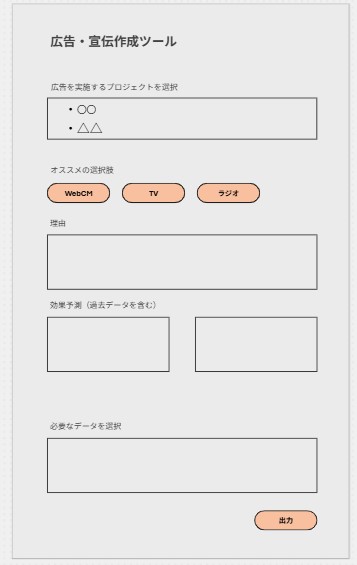 広告・宣伝作成ツール
広告を実施するプロジェクトを選択
• 〇〇
• △△
オススメの選択肢
WebCM TV ラジオ
理由
効果予測（過去データを含む）
必要なデータを選択
出力